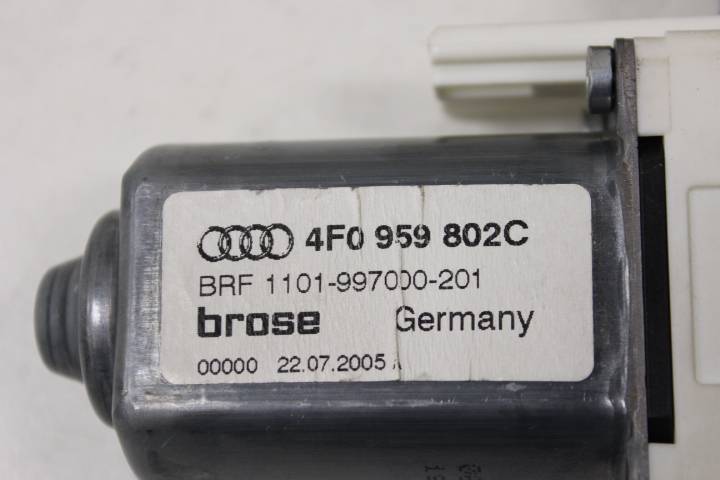 4F0 959 802C
BRF 1101-997000-201
brose Germany
00000 22.07.2005